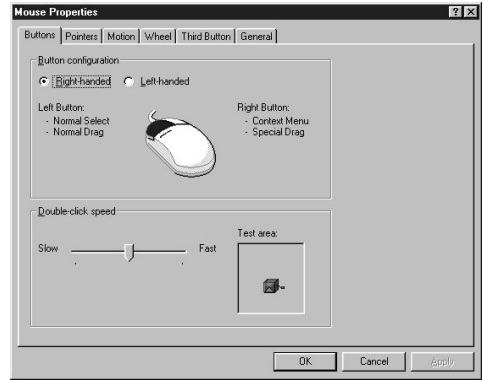 Mouse Properties
Buttons Pointers Motion Wheel Third Button General
Button configuration
Right-handed Left-handed
Left Button:
- Normal Select
- Normal Drag
Right Button:
- Context Menu
- Special Drag
Double-click speed
Slow Fast
Test area:
OK Cancel Apply